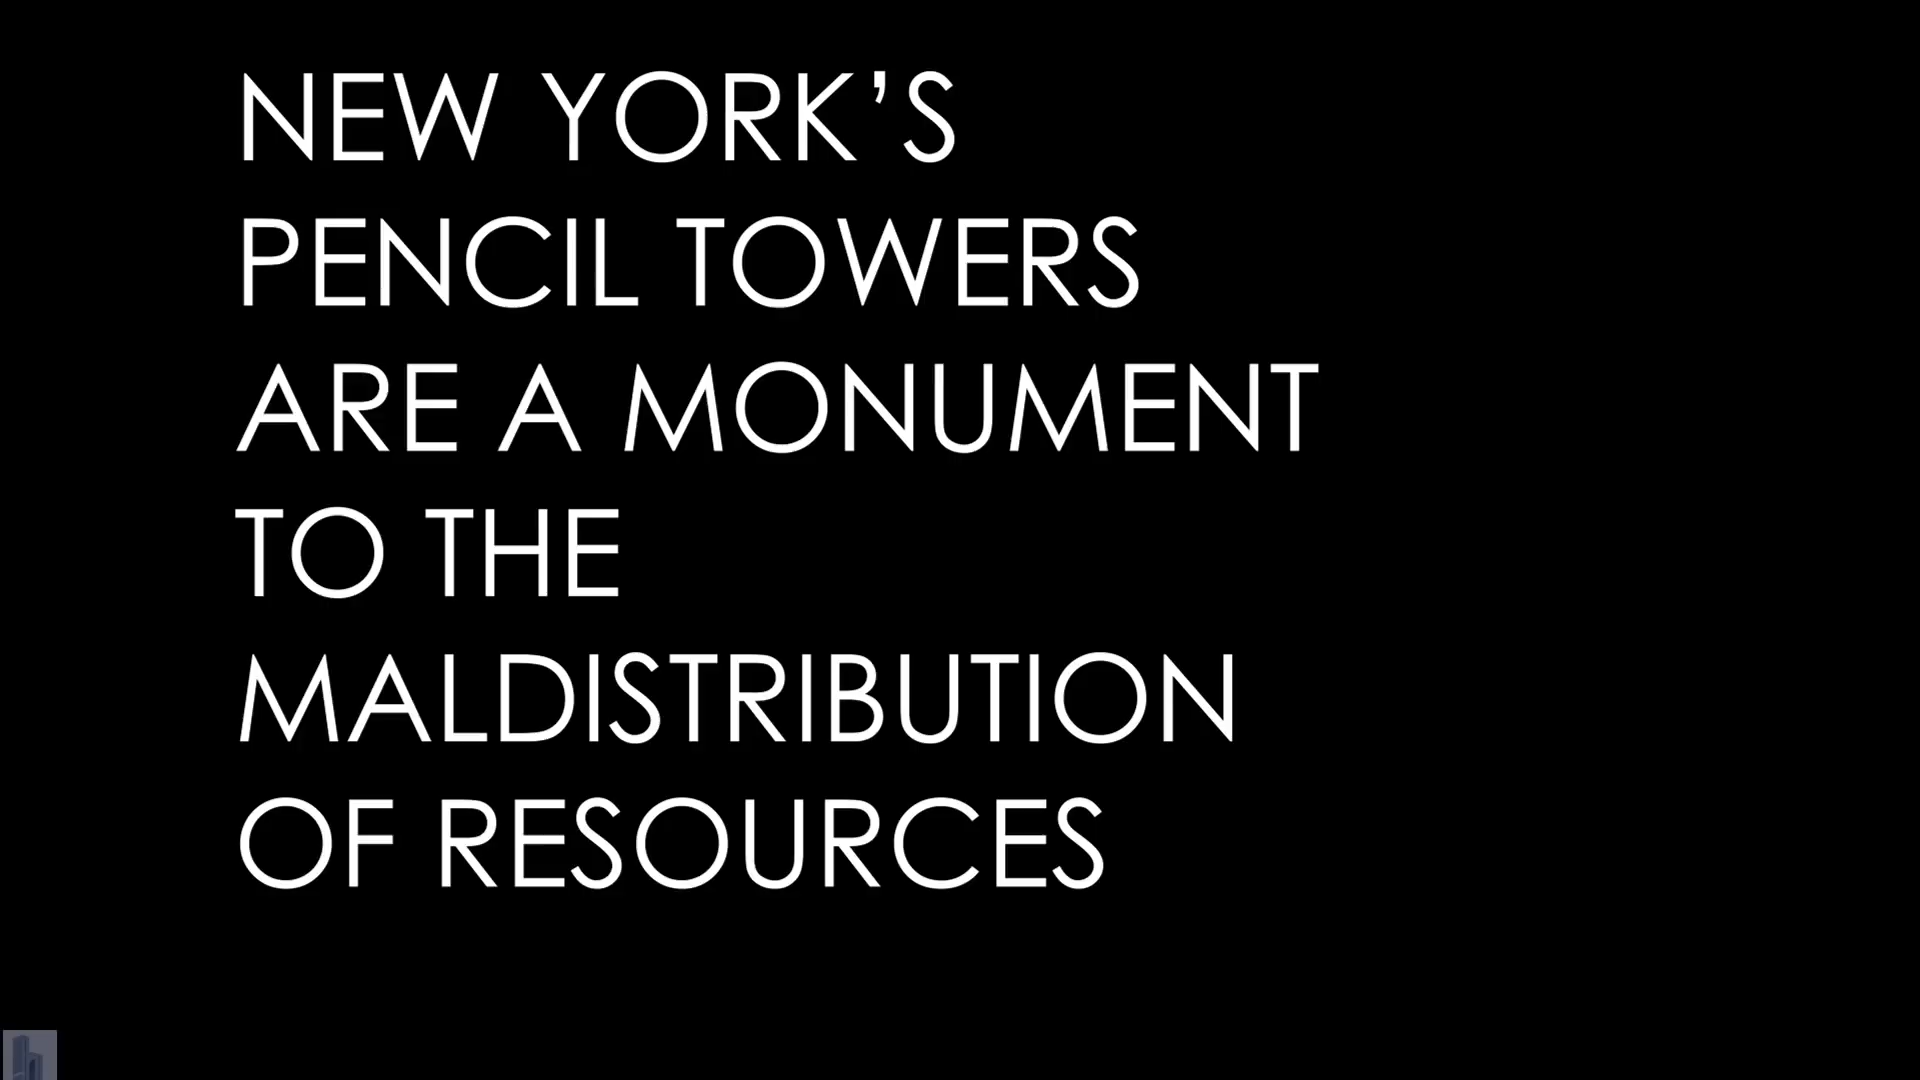 NEW YORK’S
PENCIL TOWERS
ARE A MONUMENT
TO THE
MALDISTRIBUTION
OF RESOURCES